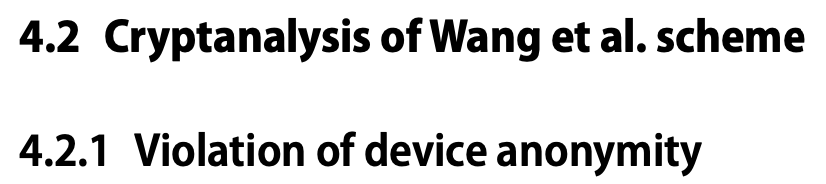 4.2 Cryptanalysis of Wang et al. scheme
4.2.1 Violation of device anonymity